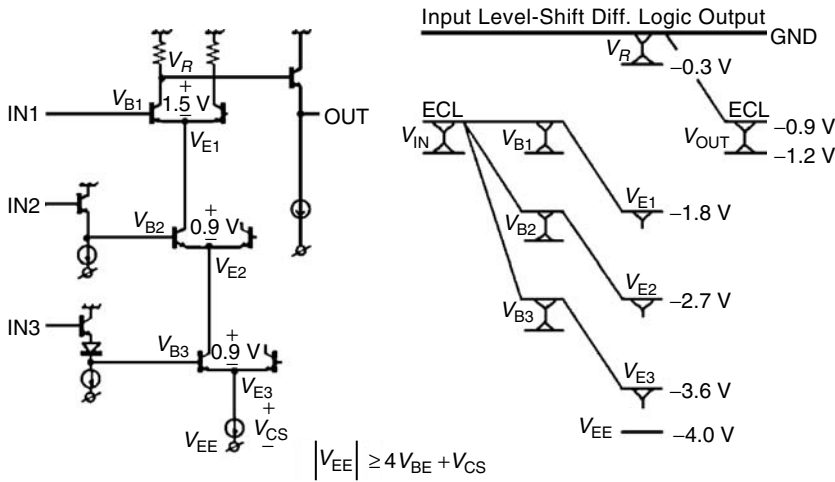 Input Level-Shift Diff. Logic Output
GND
V_R
−0.3 V
V_R
+
1.5 V
−
IN1
V_B1
V_E1
OUT
ECL
V_IN
V_B1
ECL
V_OUT
−0.9 V
−1.2 V
IN2
V_B2
+
0.9 V
−
V_E2
V_E1
−1.8 V
V_B2
V_E2
−2.7 V
IN3
V_B3
+
0.9 V
−
V_E3
+
V_CS
−
V_EE
V_B3
V_E3
−3.6 V
V_EE
−4.0 V
|V_EE| ≥ 4V_BE + V_CS